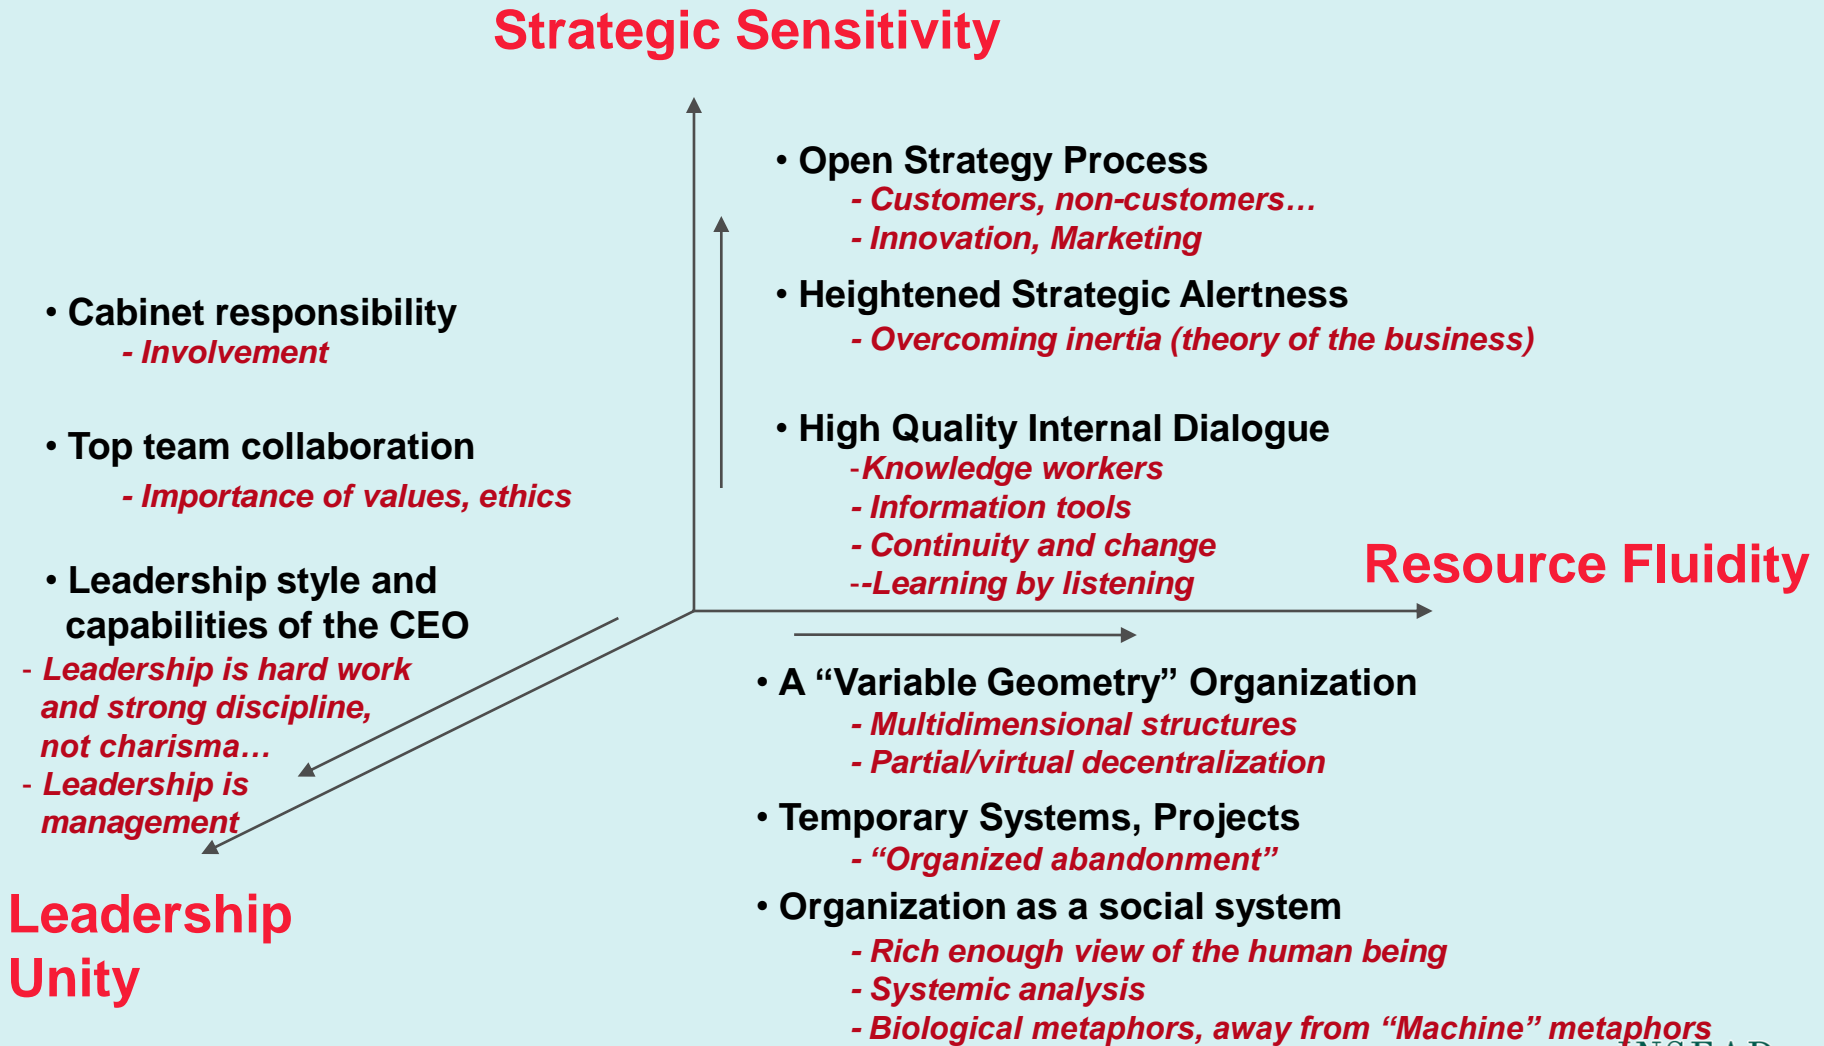 Strategic Sensitivity
• Open Strategy Process
- Customers, non-customers…
- Innovation, Marketing
• Heightened Strategic Alertness
- Overcoming inertia (theory of the business)
• High Quality Internal Dialogue
-Knowledge workers
- Information tools
- Continuity and change
--Learning by listening
• Cabinet responsibility
- Involvement
• Top team collaboration
- Importance of values, ethics
• Leadership style and
capabilities of the CEO
- Leadership is hard work
and strong discipline,
not charisma…
- Leadership is
management
Leadership
Unity
Resource Fluidity
• A “Variable Geometry” Organization
- Multidimensional structures
- Partial/virtual decentralization
• Temporary Systems, Projects
- “Organized abandonment”
• Organization as a social system
- Rich enough view of the human being
- Systemic analysis
- Biological metaphors, away from “Machine” metaphors
INSEAD